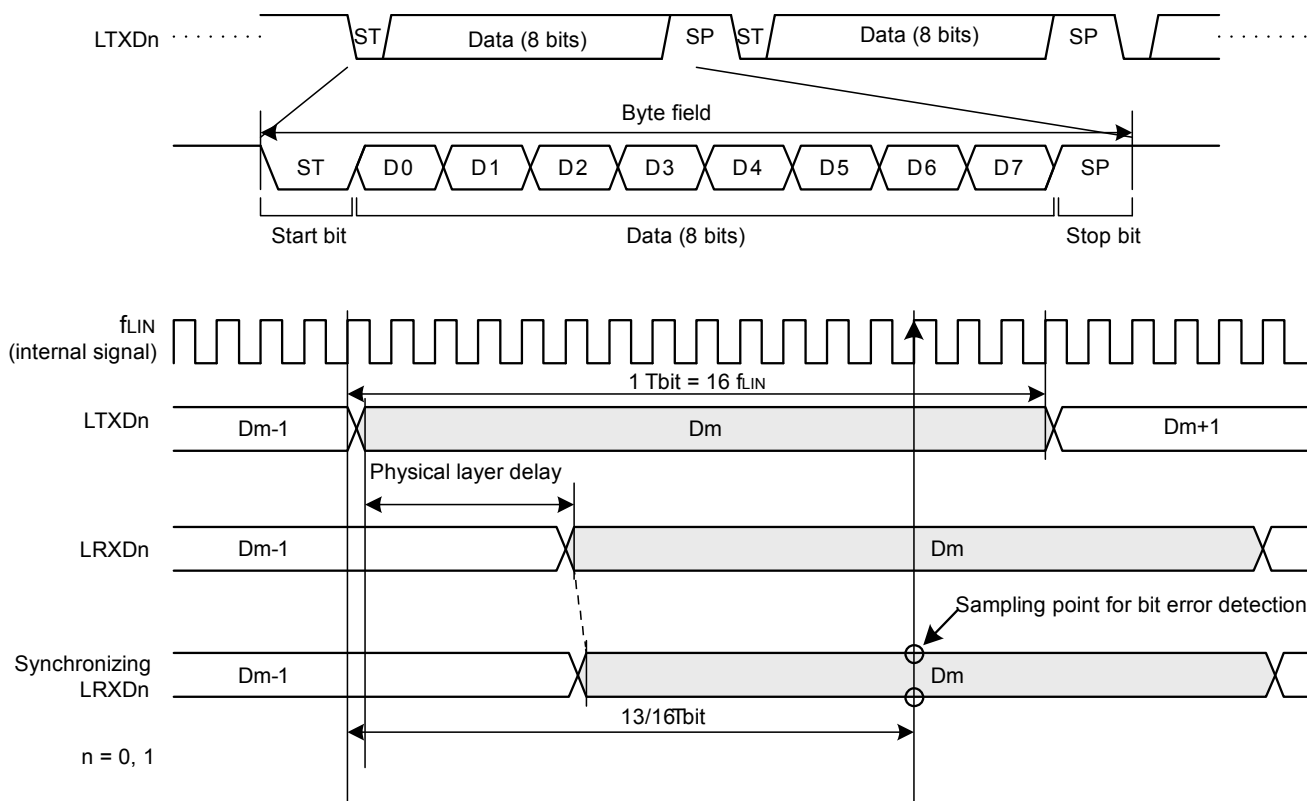 LTXDn
ST Data (8 bits) SP ST Data (8 bits) SP
Byte field
ST D0 D1 D2 D3 D4 D5 D6 D7 SP
Start bit Data (8 bits) Stop bit
fLIN
(internal signal)
1 Tbit = 16 fLIN
LTXDn Dm-1 Dm Dm+1
Physical layer delay
LRXDn Dm-1 Dm
Sampling point for bit error detection
Synchronizing
LRXDn
Dm-1 Dm
13/16Tbit
n = 0, 1